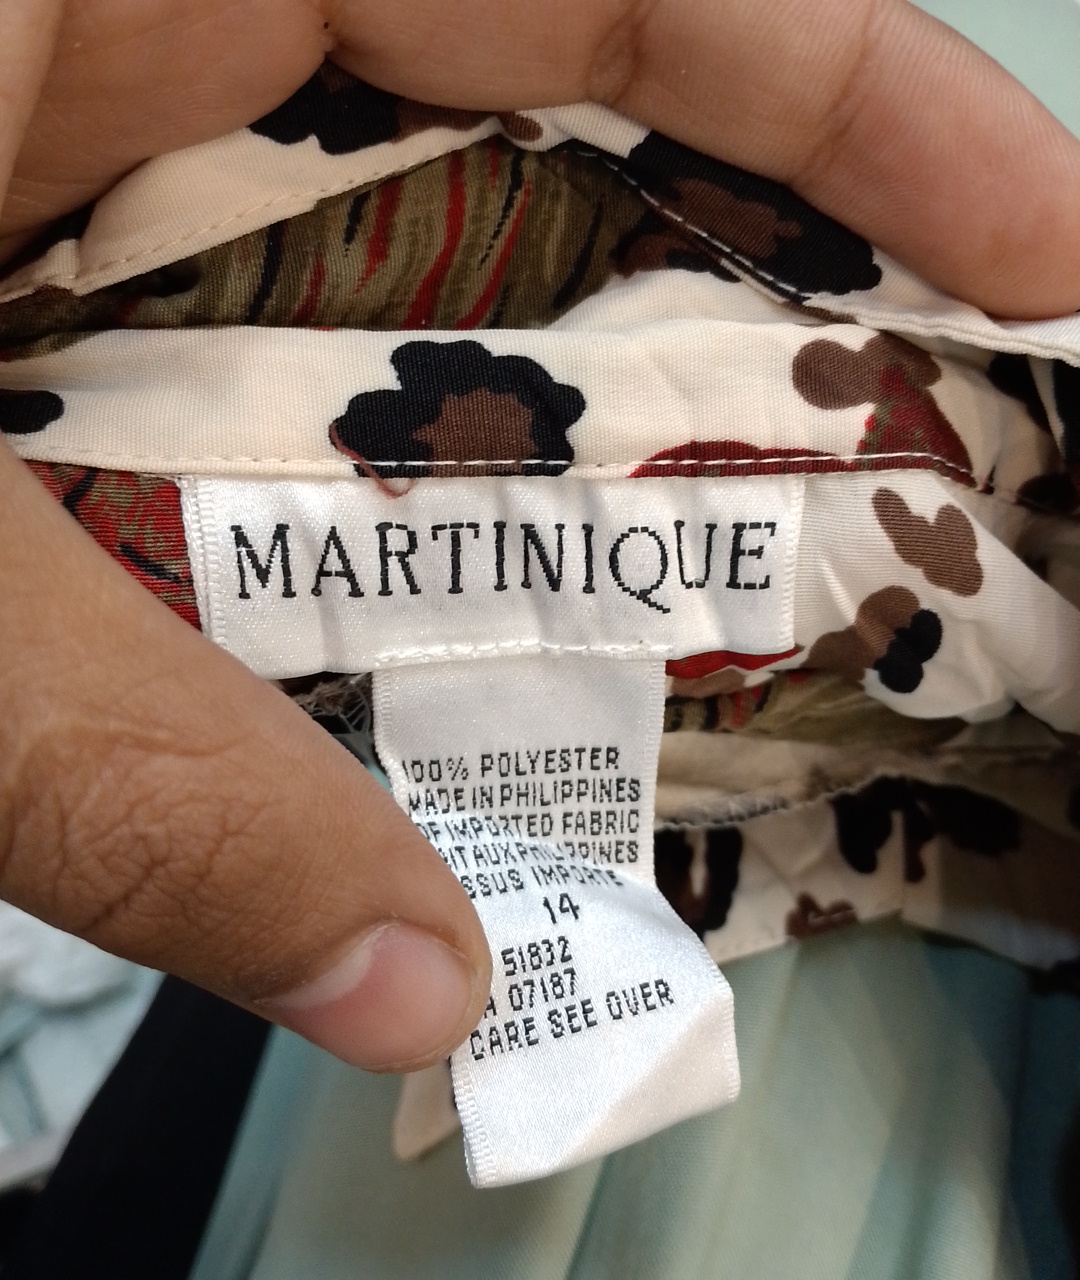 MARTINIQUE
100% POLYESTER
MADE IN PHILIPPINES
OF IMPORTED FABRIC
AUX PHILIPPINES
IMPORTE
14
51832
07187
CARE SEE OVER